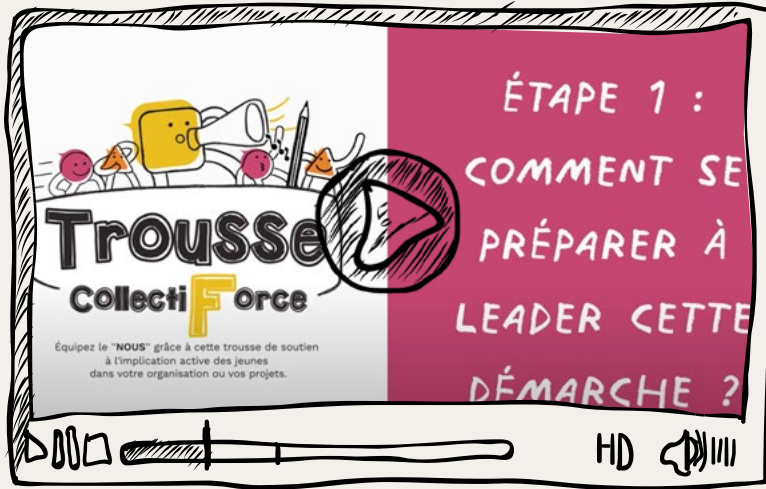 Trousse
CollectiForce
Équipez le "NOUS" grâce à cette trousse de soutien
à l'implication active des jeunes
dans votre organisation ou vos projets.
ÉTAPE 1 :
COMMENT SE
PRÉPARER À
LEADER CETTE
DÉMARCHE ?
HD